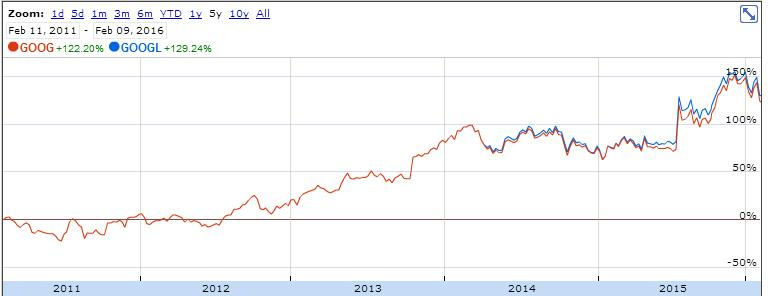 Zoom: 1d 5d 1m 3m 6m YTD 1y 5y 10y All
Feb 11, 2011 - Feb 09, 2016
GOOG +122.20% GOOGL +129.24%
150%
100%
50%
0%
-50%
2011 2012 2013 2014 2015